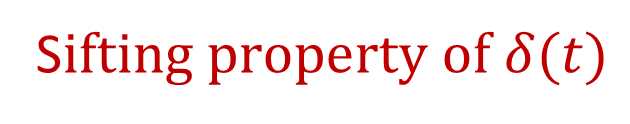 Sifting property of 𝛿(𝑡)